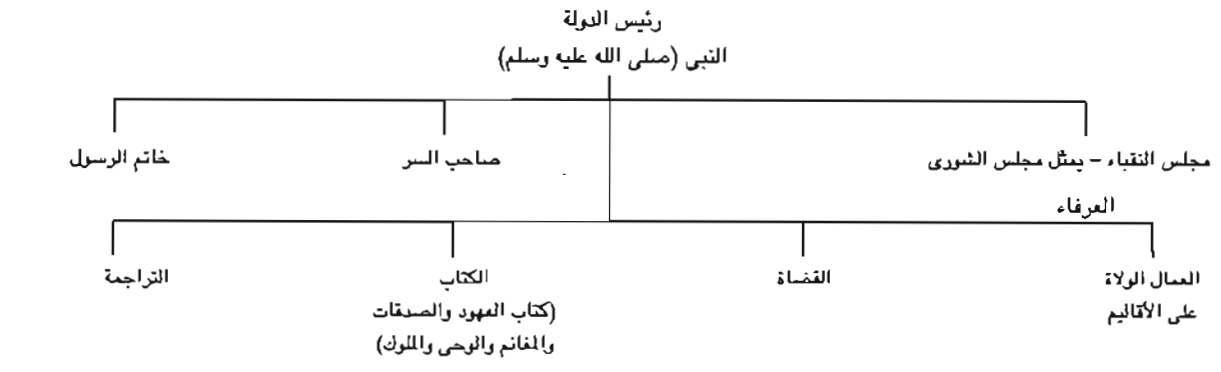 رئيس الدولة
النبى (صلى الله عليه وسلم)
مجلس النقباء – يمثل مجلس الشورى
صاحب السر
خاتم الرسول
العرفاء
العمال الولاة
على الأقاليم
القضاة
الكتاب
(كتاب العهود والصدقات
والمغانم والوحى والملوك)
التراجمة